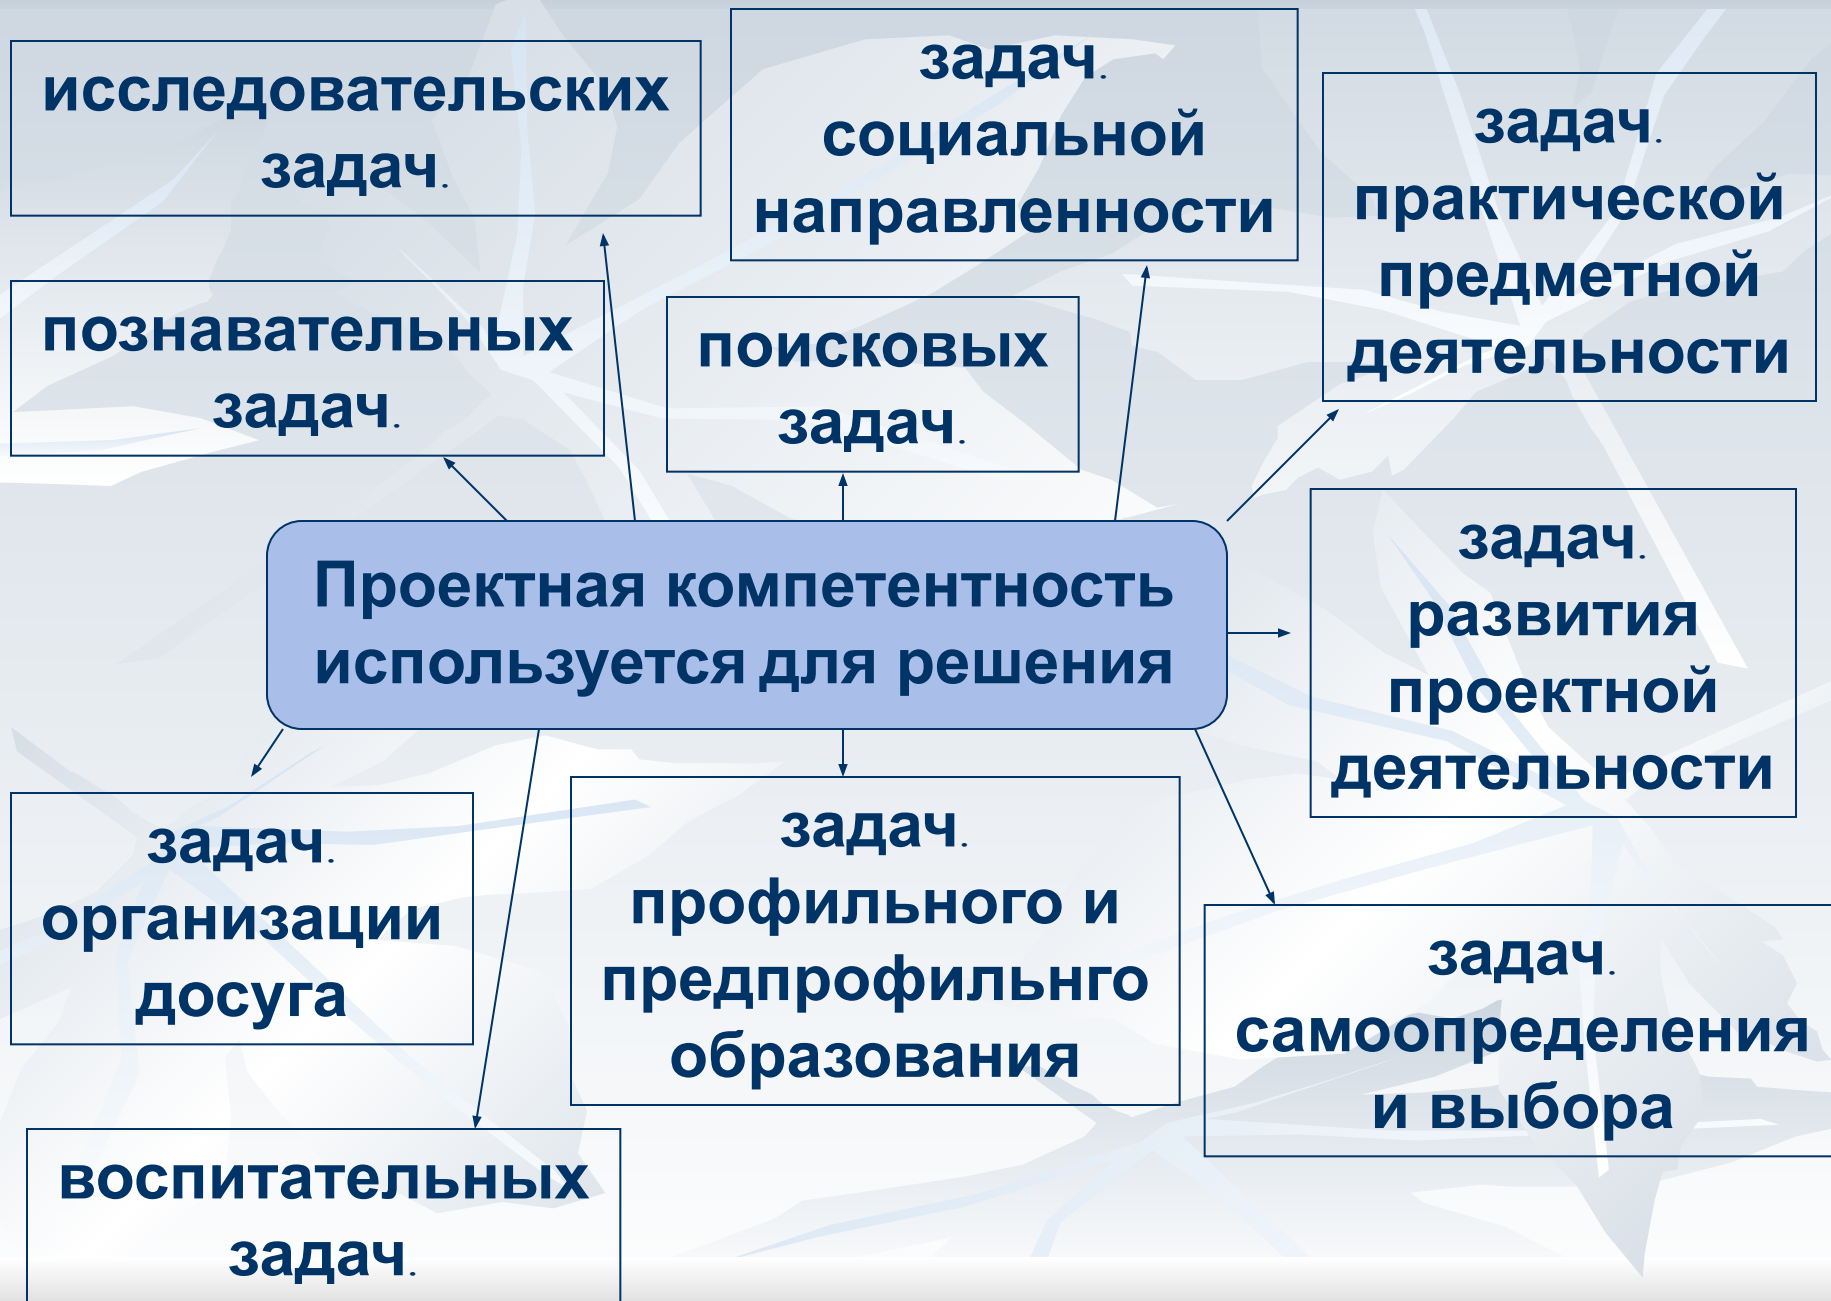 исследовательских
задач.
задач.
социальной
направленности
задач.
практической
предметной
деятельности
познавательных
задач.
поисковых
задач.
Проектная компетентность
используется для решения
задач.
развития
проектной
деятельности
задач.
организации
досуга
задач.
профильного и
предпрофильнго
образования
задач.
самоопределения
и выбора
воспитательных
задач.